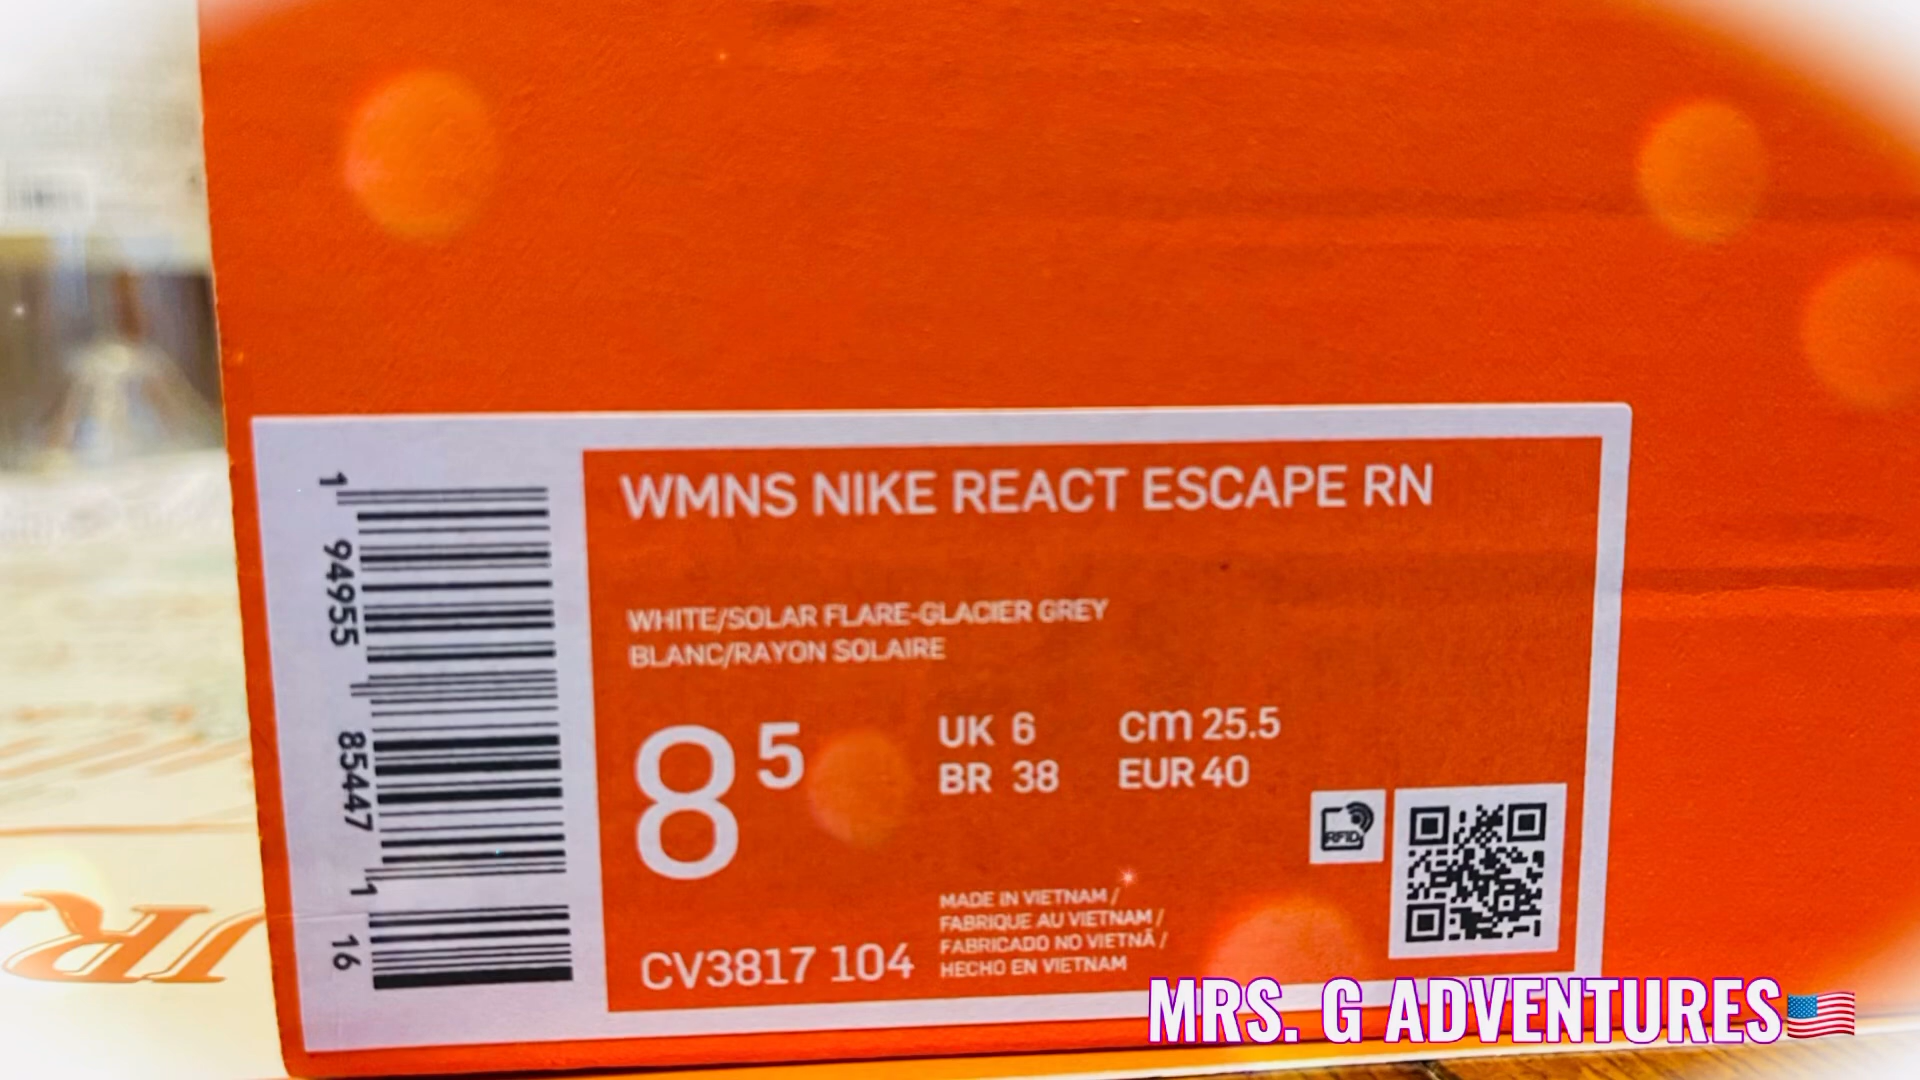 WMNS NIKE REACT ESCAPE RN
WHITE/SOLAR FLARE-GLACIER GREY
BLANC/RAYON SOLAIRE
8 5
UK 6
cm 25.5
BR 38
EUR 40
RFID
MADE IN VIETNAM /
FABRIQUE AU VIETNAM /
FABRICADO NO VIETNÃ /
HECHO EN VIETNAM
CV3817 104
1 94955 85447 1 16
MRS. G ADVENTURES🇺🇸